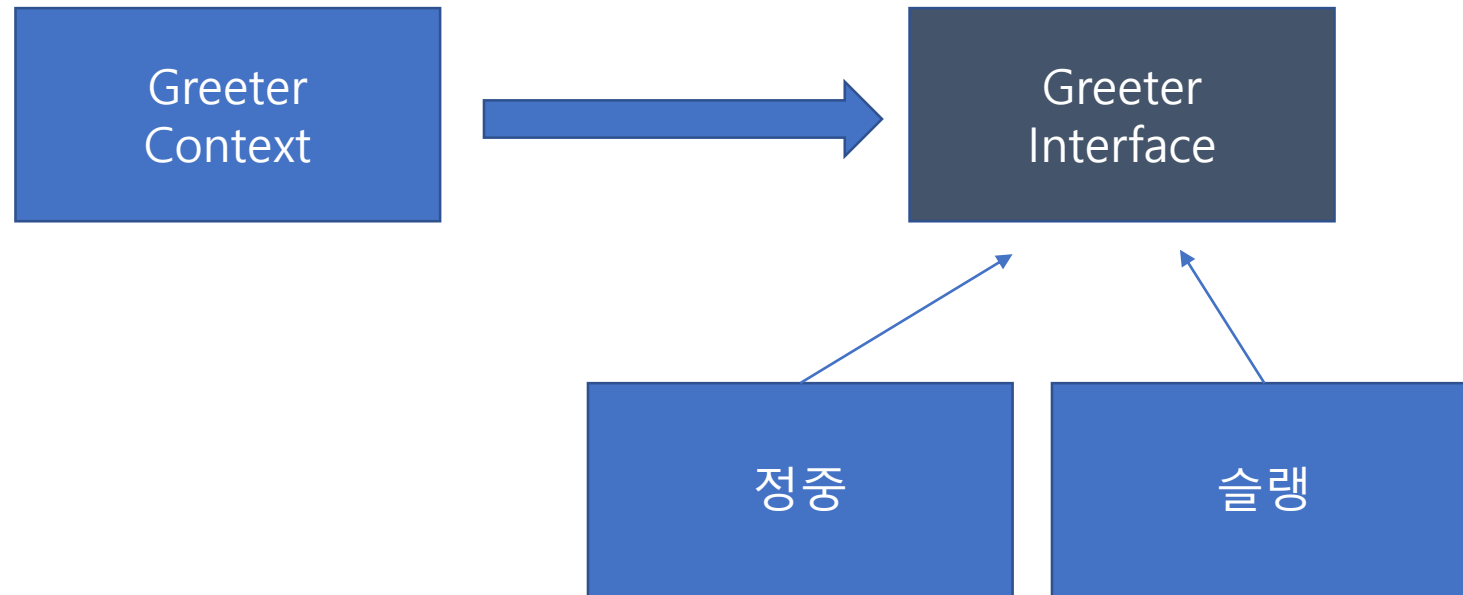 Greeter
Context
Greeter
Interface
정중
슬랭